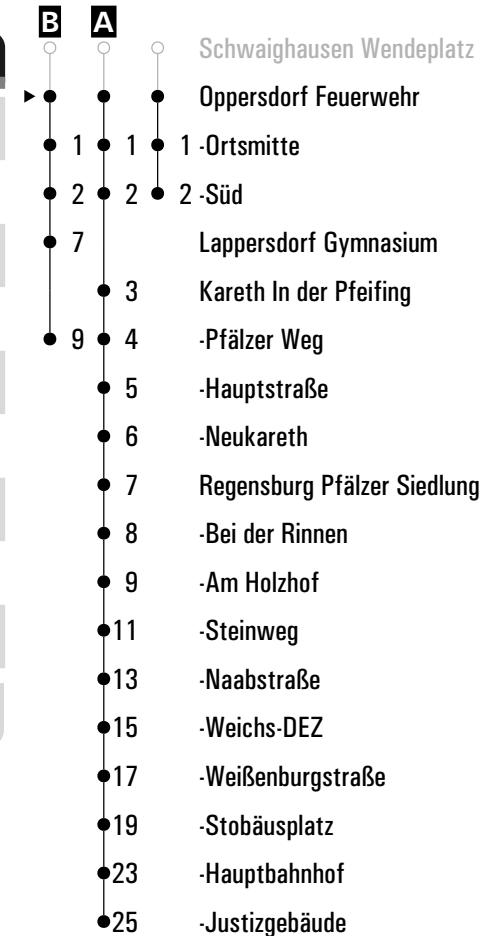 B A
Schwaighausen Wendeplatz
Oppersdorf Feuerwehr
1 1 1 -Ortsmitte
2 2 2 -Süd
7 Lappersdorf Gymnasium
3 Kareth In der Pfeifing
9 4 -Pfälzer Weg
5 -Hauptstraße
6 -Neukareth
7 Regensburg Pfälzer Siedlung
8 -Bei der Rinnen
9 -Am Holzhof
11 -Steinweg
13 -Naabstraße
15 -Weichs-DEZ
17 -Weißenburgstraße
19 -Stobäusplatz
23 -Hauptbahnhof
25 -Justizgebäude